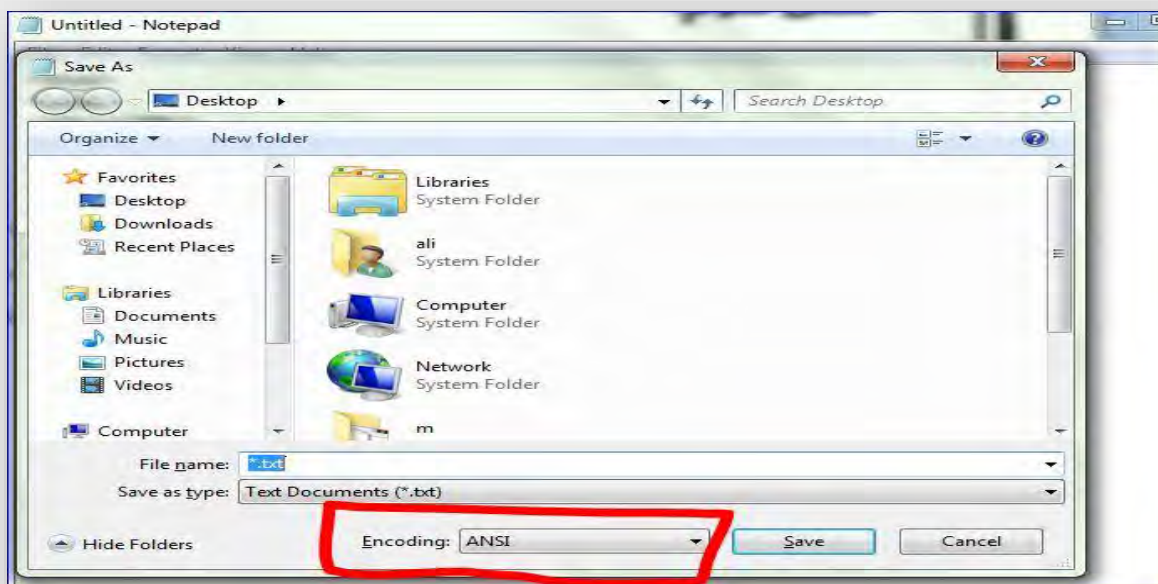 Untitled - Notepad
Save As
Desktop
Search Desktop
Organize
New folder
Favorites
Desktop
Downloads
Recent Places
Libraries
Documents
Music
Pictures
Videos
Computer
Libraries
System Folder
ali
System Folder
Computer
System Folder
Network
System Folder
m
File name: *.txt
Save as type: Text Documents (*.txt)
Hide Folders
Encoding: ANSI
Save
Cancel